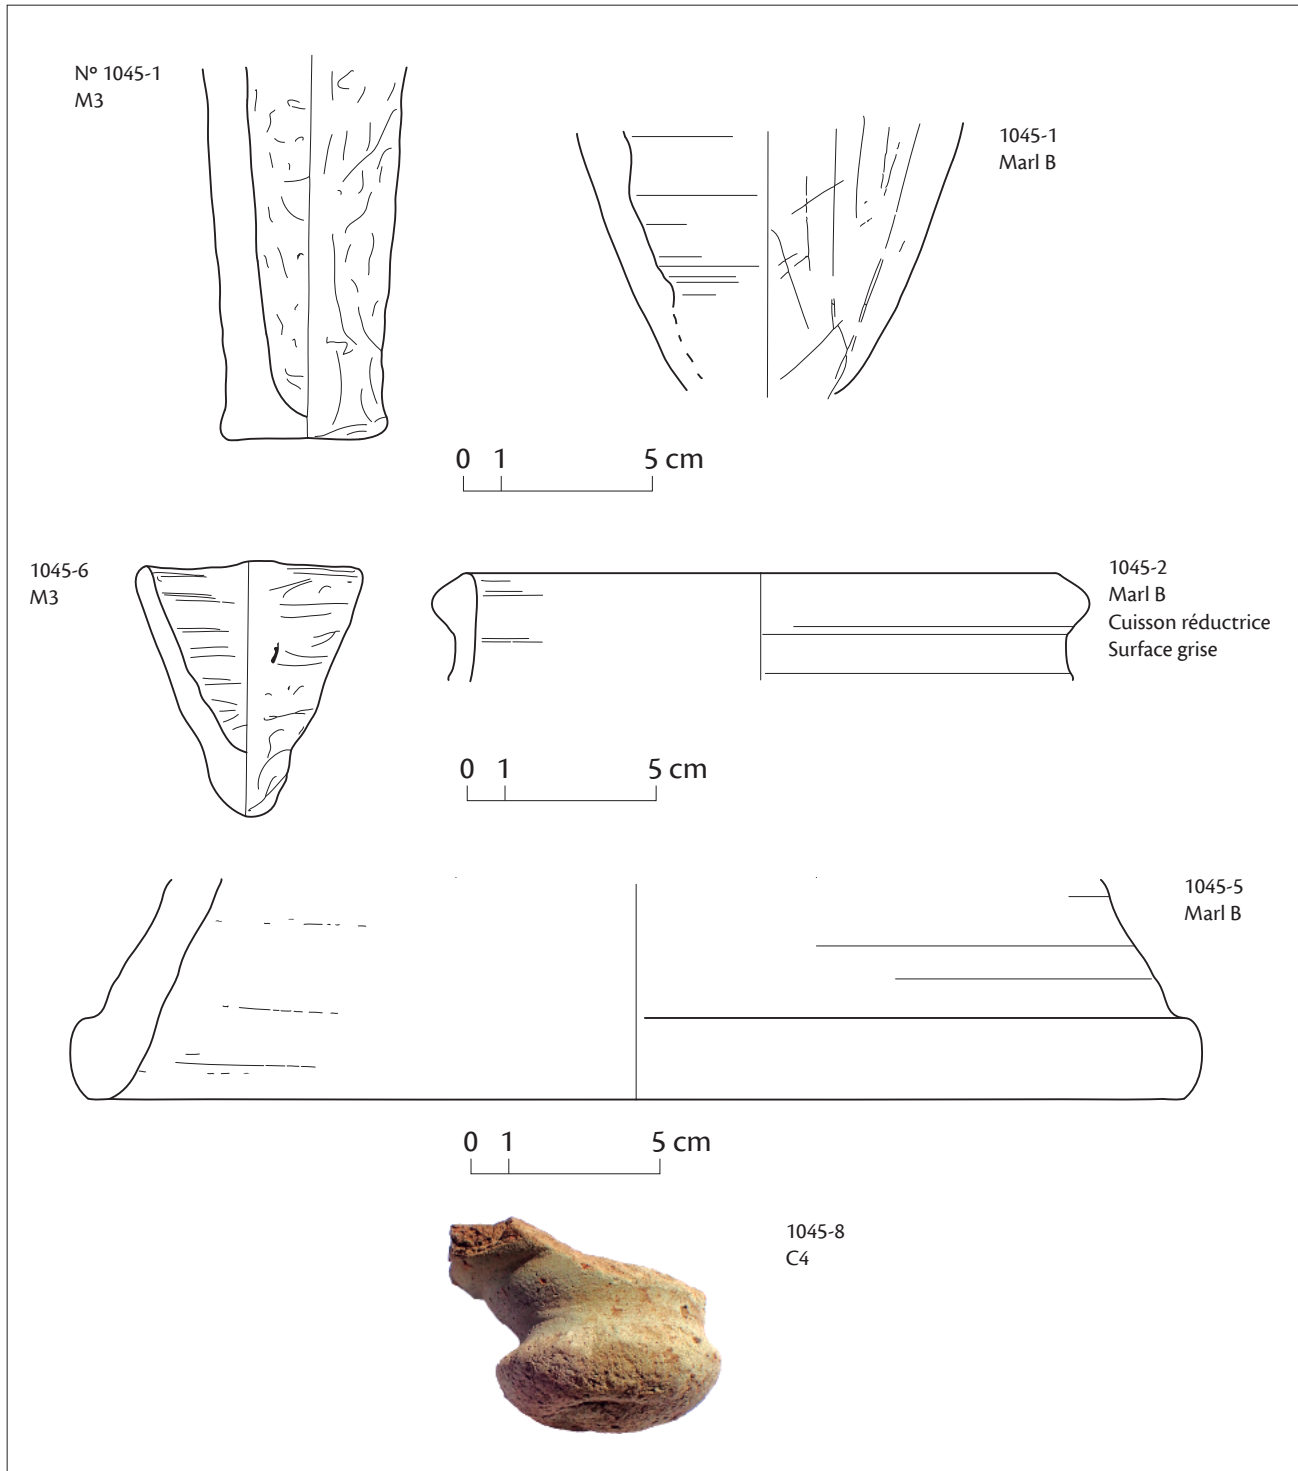 Nº 1045-1
M3
1045-1
Marl B
0 1 5 cm
1045-6
M3
1045-2
Marl B
Cuisson réductrice
Surface grise
0 1 5 cm
1045-5
Marl B
0 1 5 cm
1045-8
C4